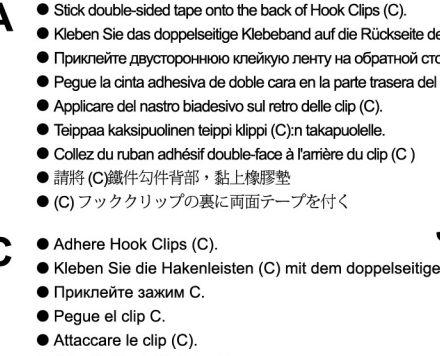 A
● Stick double-sided tape onto the back of Hook Clips (C).
● Kleben Sie das doppelseitige Klebeband auf die Rückseite
● Приклейте двустороннюю клейкую ленту на обратной
● Pegue la cinta adhesiva de doble cara en la parte trasera del
● Applicare del nastro biadesivo sul retro delle clip (C).
● Teippaa kaksipuolinen teippi klippi (C):n takapuolelle.
● Collez du ruban adhésif double-face à l'arrière du clip (C )
● 請將 (C)鐵件勾件背部，黏上橡膠墊
● (C) フッククリップの裏に両面テープを付く
C
● Adhere Hook Clips (C).
● Kleben Sie die Hakenleisten (C) mit dem doppelseitige
● Приклейте зажим C.
● Pegue el clip C.
● Attaccare le clip (C).